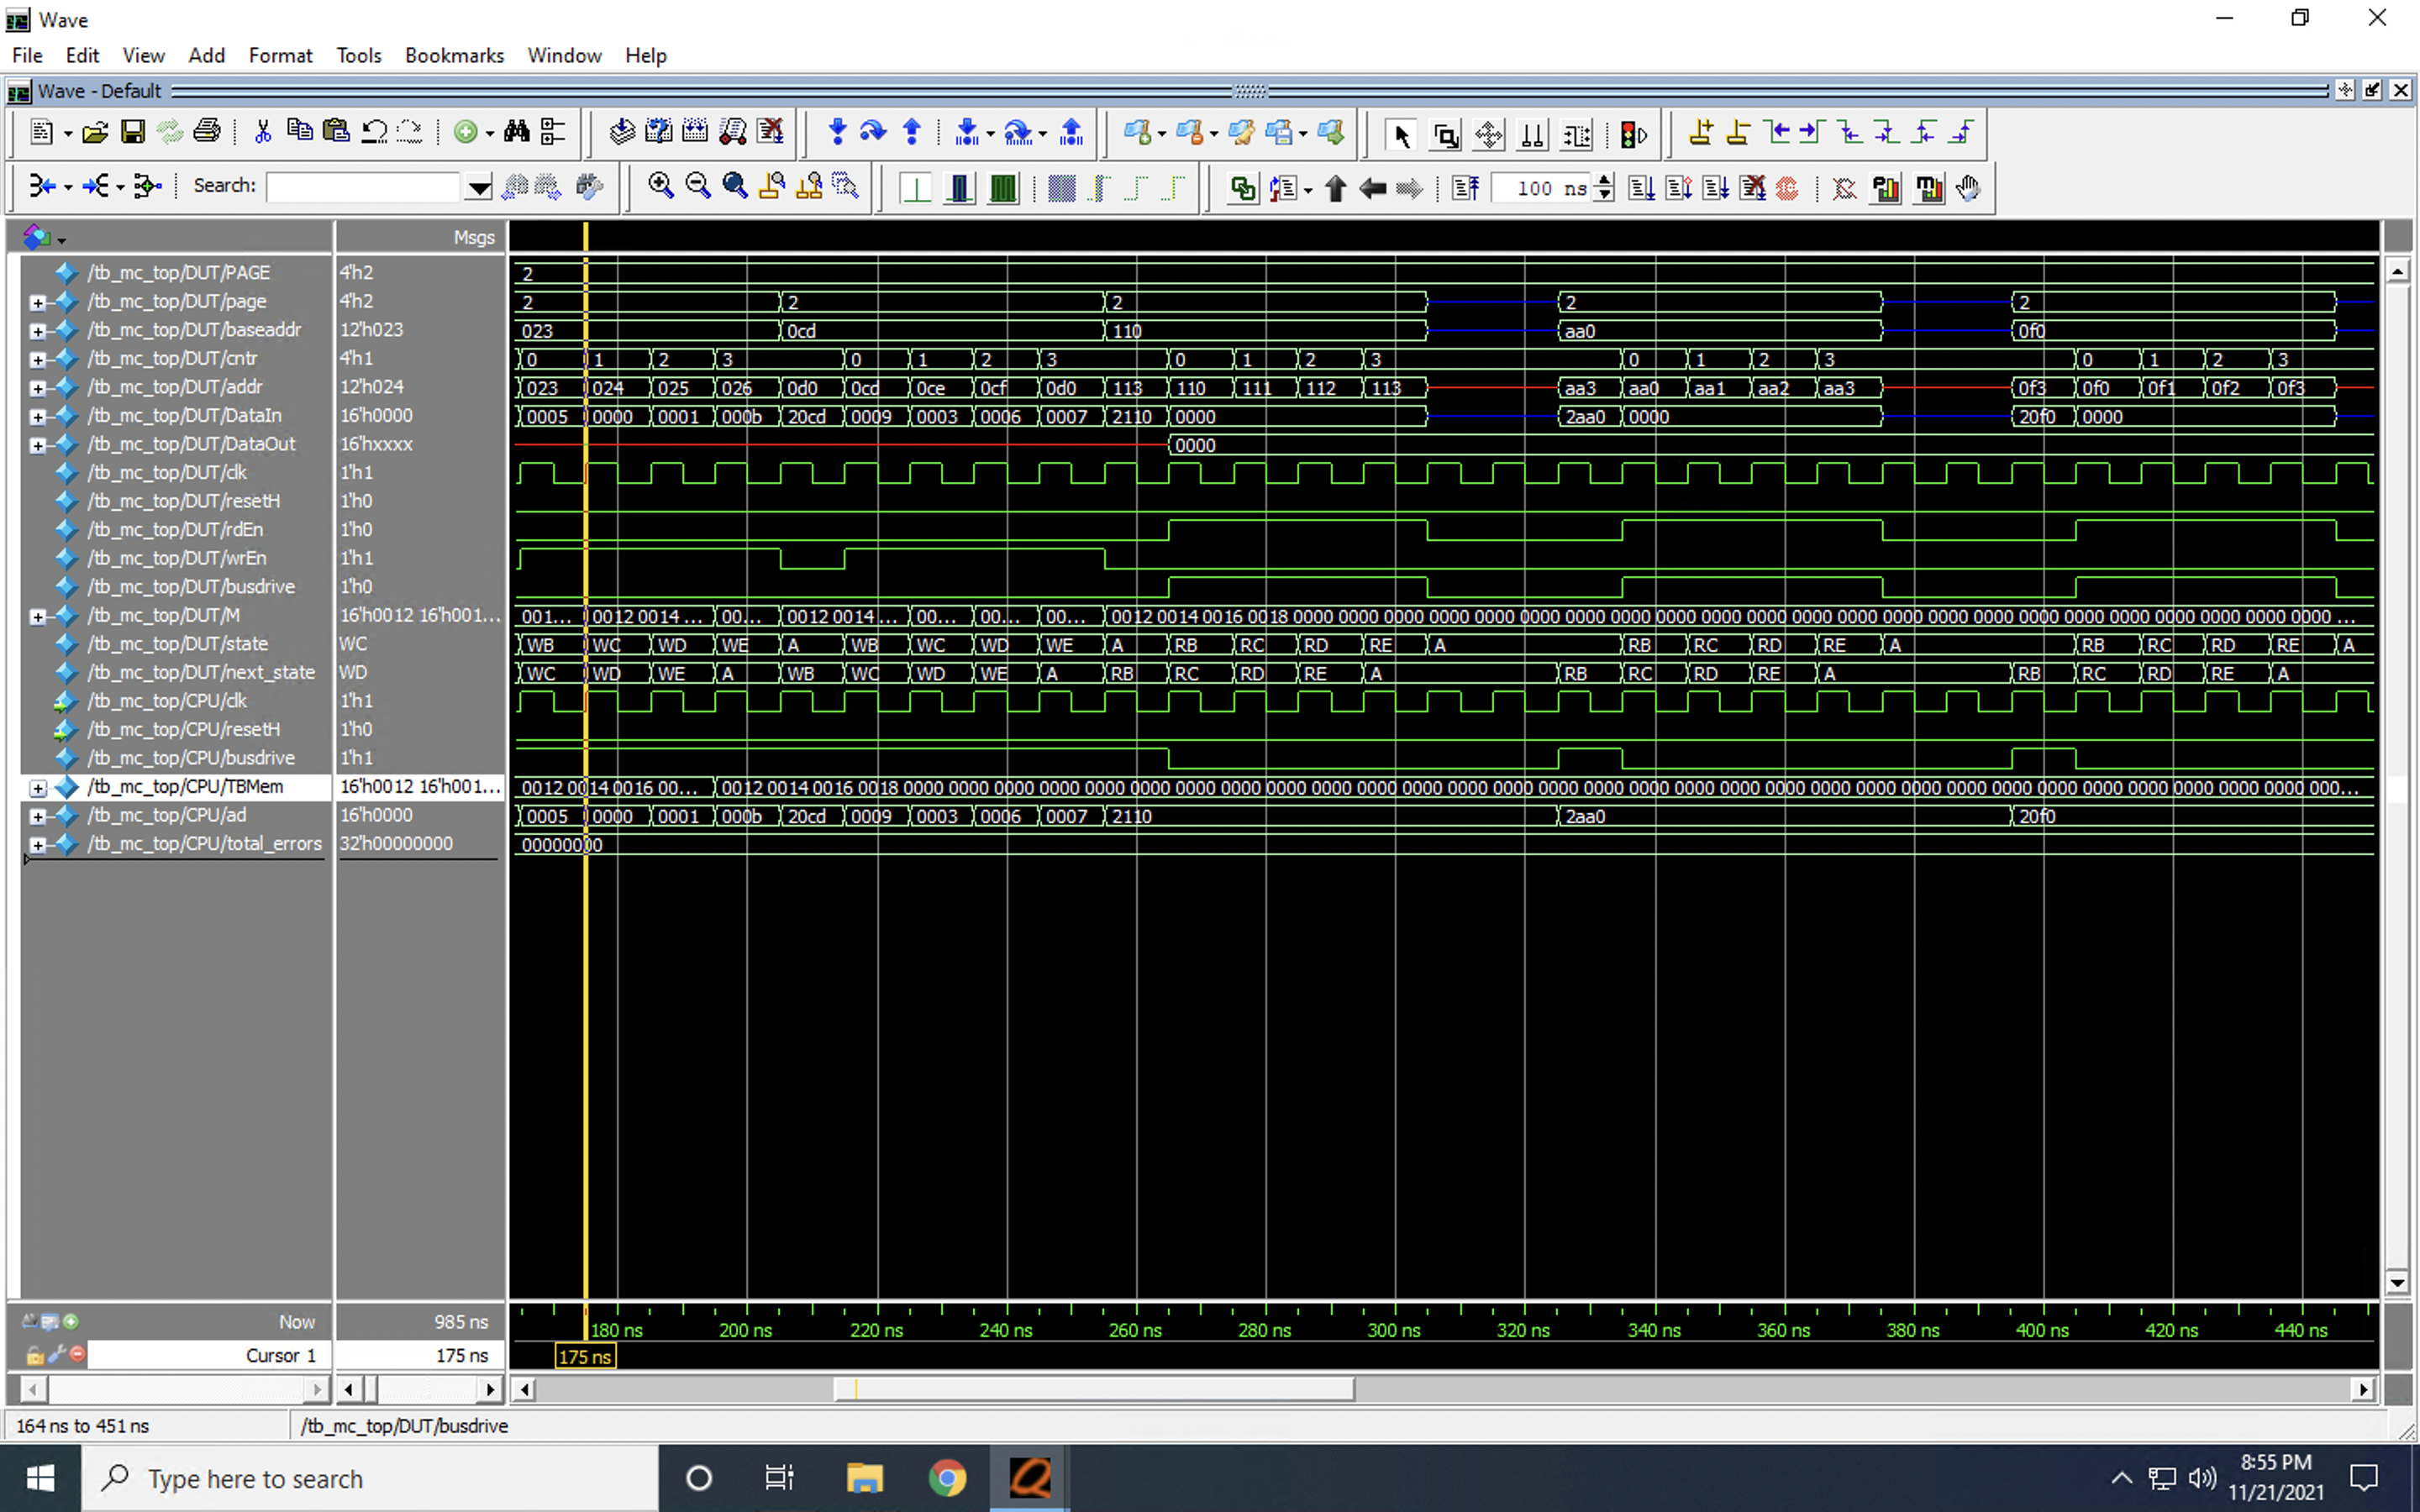 Wave
File Edit View Add Format Tools Bookmarks Window Help
Wave - Default
Search:
100 ns
Msgs
/tb_mc_top/DUT/PAGE 4'h2 2
/tb_mc_top/DUT/page 4'h2 2 2 2 2 2
/tb_mc_top/DUT/baseaddr 12'h023 023 0cd 110 aa0 0f0
/tb_mc_top/DUT/cntr 4'h1 0 1 2 3 0 1 2 3 0 1 2 3 0 1 2 3 0 1 2 3
/tb_mc_top/DUT/addr 12'h024 023 024 025 026 0d0 0cd 0ce 0cf 0d0 113 110 111 112 113 aa3 aa0 aa1 aa2 aa3 0f3 0f0 0f1 0f2 0f3
/tb_mc_top/DUT/DataIn 16'h0000 0005 0000 0001 000b 20cd 0009 0003 0006 0007 2110 0000 2aa0 0000 20f0 0000
/tb_mc_top/DUT/DataOut 16'hxxxx 0000
/tb_mc_top/DUT/clk 1'h1
/tb_mc_top/DUT/resetH 1'h0
/tb_mc_top/DUT/rdEn 1'h0
/tb_mc_top/DUT/wrEn 1'h1
/tb_mc_top/DUT/busdrive 1'h0
/tb_mc_top/DUT/M 16'h0012 16'h001... 001... 0012 0014 ... 00... 0012 0014 ... 00... 00... 00... 0012 0014 0016 0018 0000 0000 0000 0000 0000 0000 0000 0000 0000 0000 0000 0000 0000 0000 0000 0000 0000 0000 0000 ...
/tb_mc_top/DUT/state WC WB WC WD WE A WB WC WD WE A RB RC RD RE A RB RC RD RE A RB RC RD RE A
/tb_mc_top/DUT/next_state WD WC WD WE A WB WC WD WE A RB RC RD RE A RB RC RD RE A RB RC RD RE A
/tb_mc_top/CPU/clk 1'h1
/tb_mc_top/CPU/resetH 1'h0
/tb_mc_top/CPU/busdrive 1'h1
/tb_mc_top/CPU/TBMem 16'h0012 16'h001... 0012 0014 0016 00... 0012 0014 0016 0018 0000 0000 0000 0000 0000 0000 0000 0000 0000 0000 0000 0000 0000 0000 0000 0000 0000 0000 0000 0000 0000 0000 0000 0000 0000 0000 000...
/tb_mc_top/CPU/ad 16'h0000 0005 0000 0001 000b 20cd 0009 0003 0006 0007 2110 2aa0 20f0
/tb_mc_top/CPU/total_errors 32'h00000000 00000000
Now 985 ns 180 ns 200 ns 220 ns 240 ns 260 ns 280 ns 300 ns 320 ns 340 ns 360 ns 380 ns 400 ns 420 ns 440 ns
Cursor 1 175 ns 175 ns
164 ns to 451 ns /tb_mc_top/DUT/busdrive
Type here to search
8:55 PM
11/21/2021